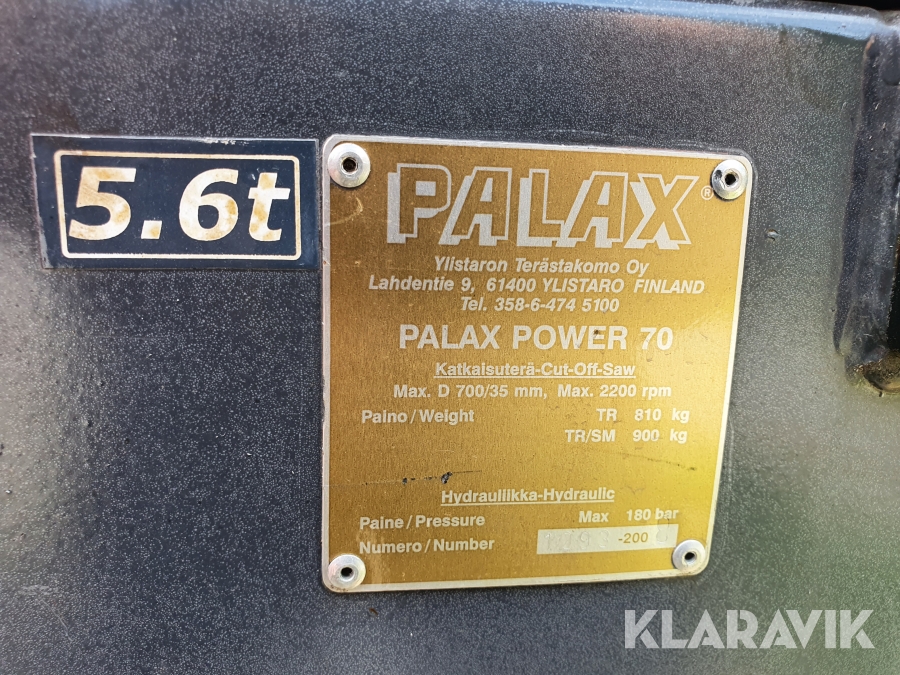 5.6t
PALAX®
Ylistaron Terästakomo Oy
Lahdentie 9, 61400 YLISTARO FINLAND
Tel. 358-6-474 5100
PALAX POWER 70
Katkaisuterä-Cut-Off-Saw
Max. D 700/35 mm, Max. 2200 rpm
Paino/Weight TR 810 kg
TR/SM 900 kg
Hydrauliikka-Hydraulic
Paine/Pressure Max 180 bar
Numero/Number -200
KLARAVIK